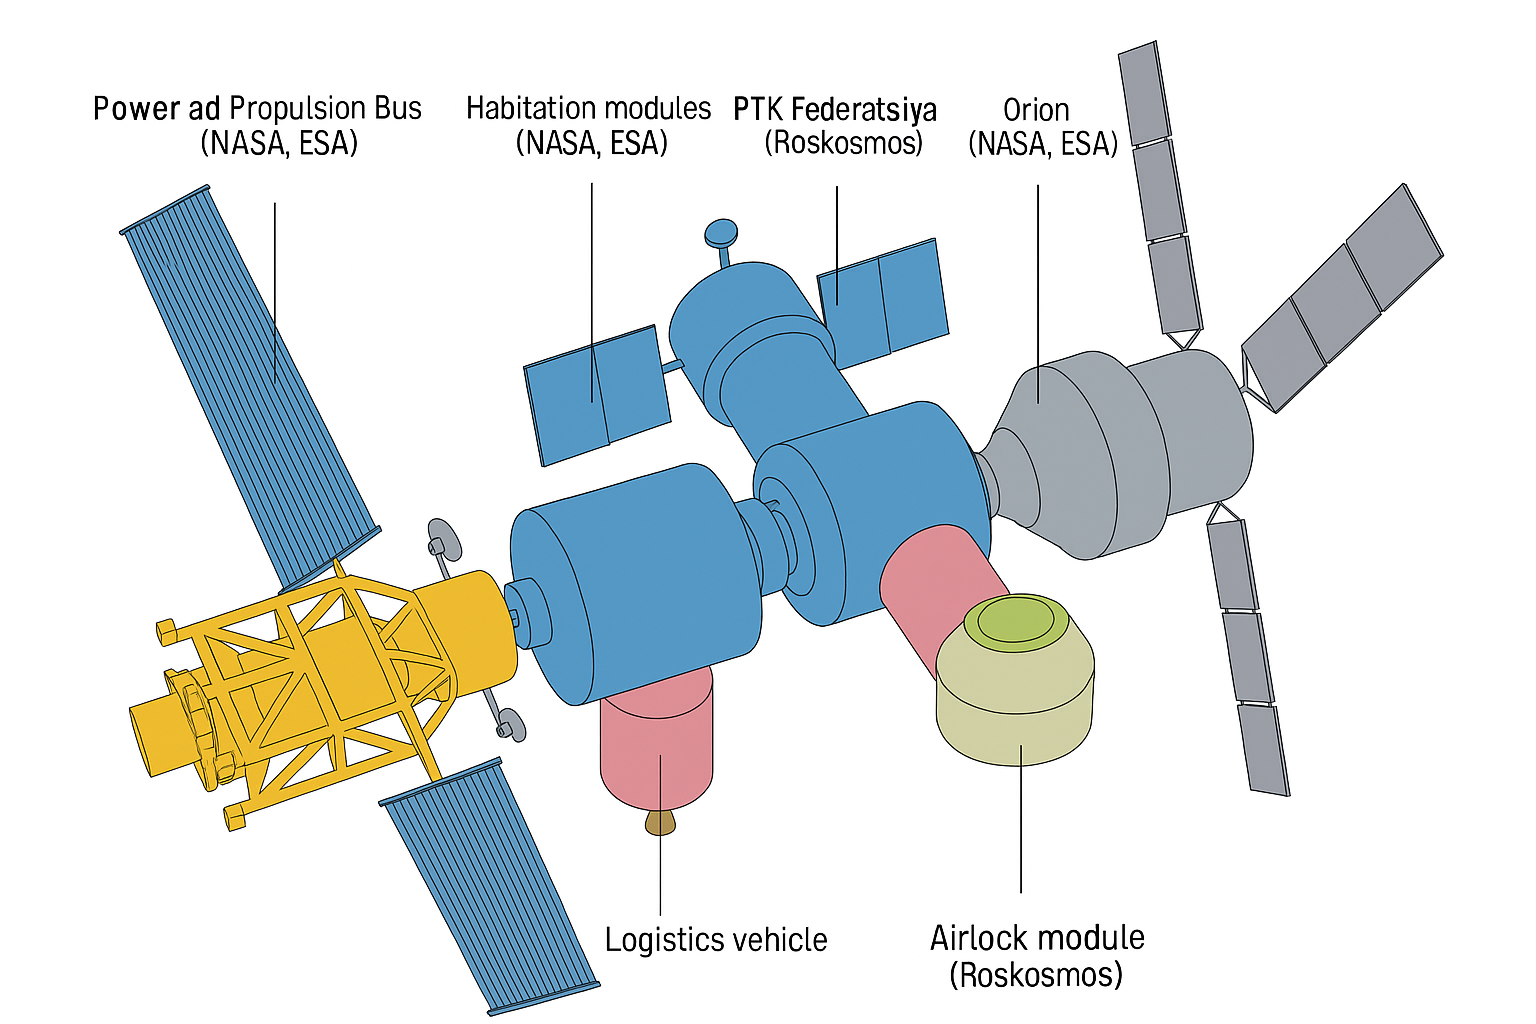 Power ad Propulsion Bus
(NASA, ESA)
Habitation modules
(NASA, ESA)
PTK Federatsiya
(Roskosmos)
Orion
(NASA, ESA)
Logistics vehicle
Airlock module
(Roskosmos)